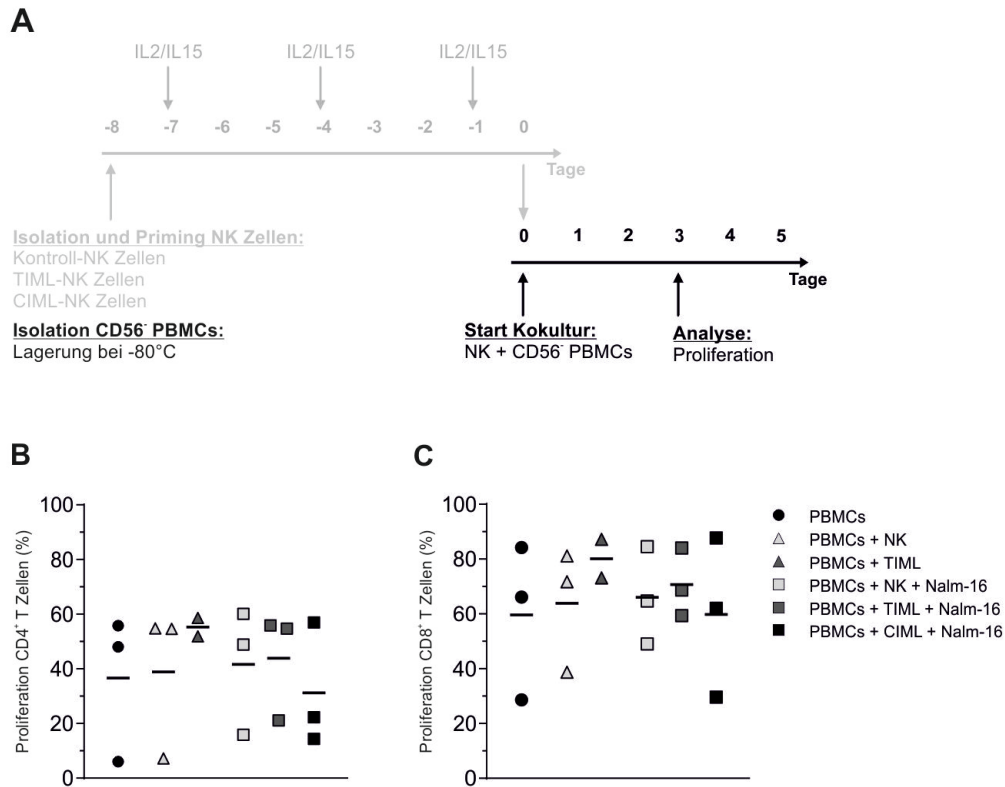 A
IL2/IL15 IL2/IL15 IL2/IL15
-8 -7 -6 -5 -4 -3 -2 -1 0
Tage
Isolation und Priming NK Zellen:
Kontroll-NK Zellen
TIML-NK Zellen
CIML-NK Zellen
Isolation CD56⁻ PBMCs:
Lagerung bei -80°C
0 1 2 3 4 5
Tage
Start Kokultur:
NK + CD56⁻ PBMCs
Analyse:
Proliferation
B
Proliferation CD4⁺ T Zellen (%)
100
80
60
40
20
0
C
Proliferation CD8⁺ T Zellen (%)
100
80
60
40
20
0
PBMCs
PBMCs + NK
PBMCs + TIML
PBMCs + NK + Nalm-16
PBMCs + TIML + Nalm-16
PBMCs + CIML + Nalm-16